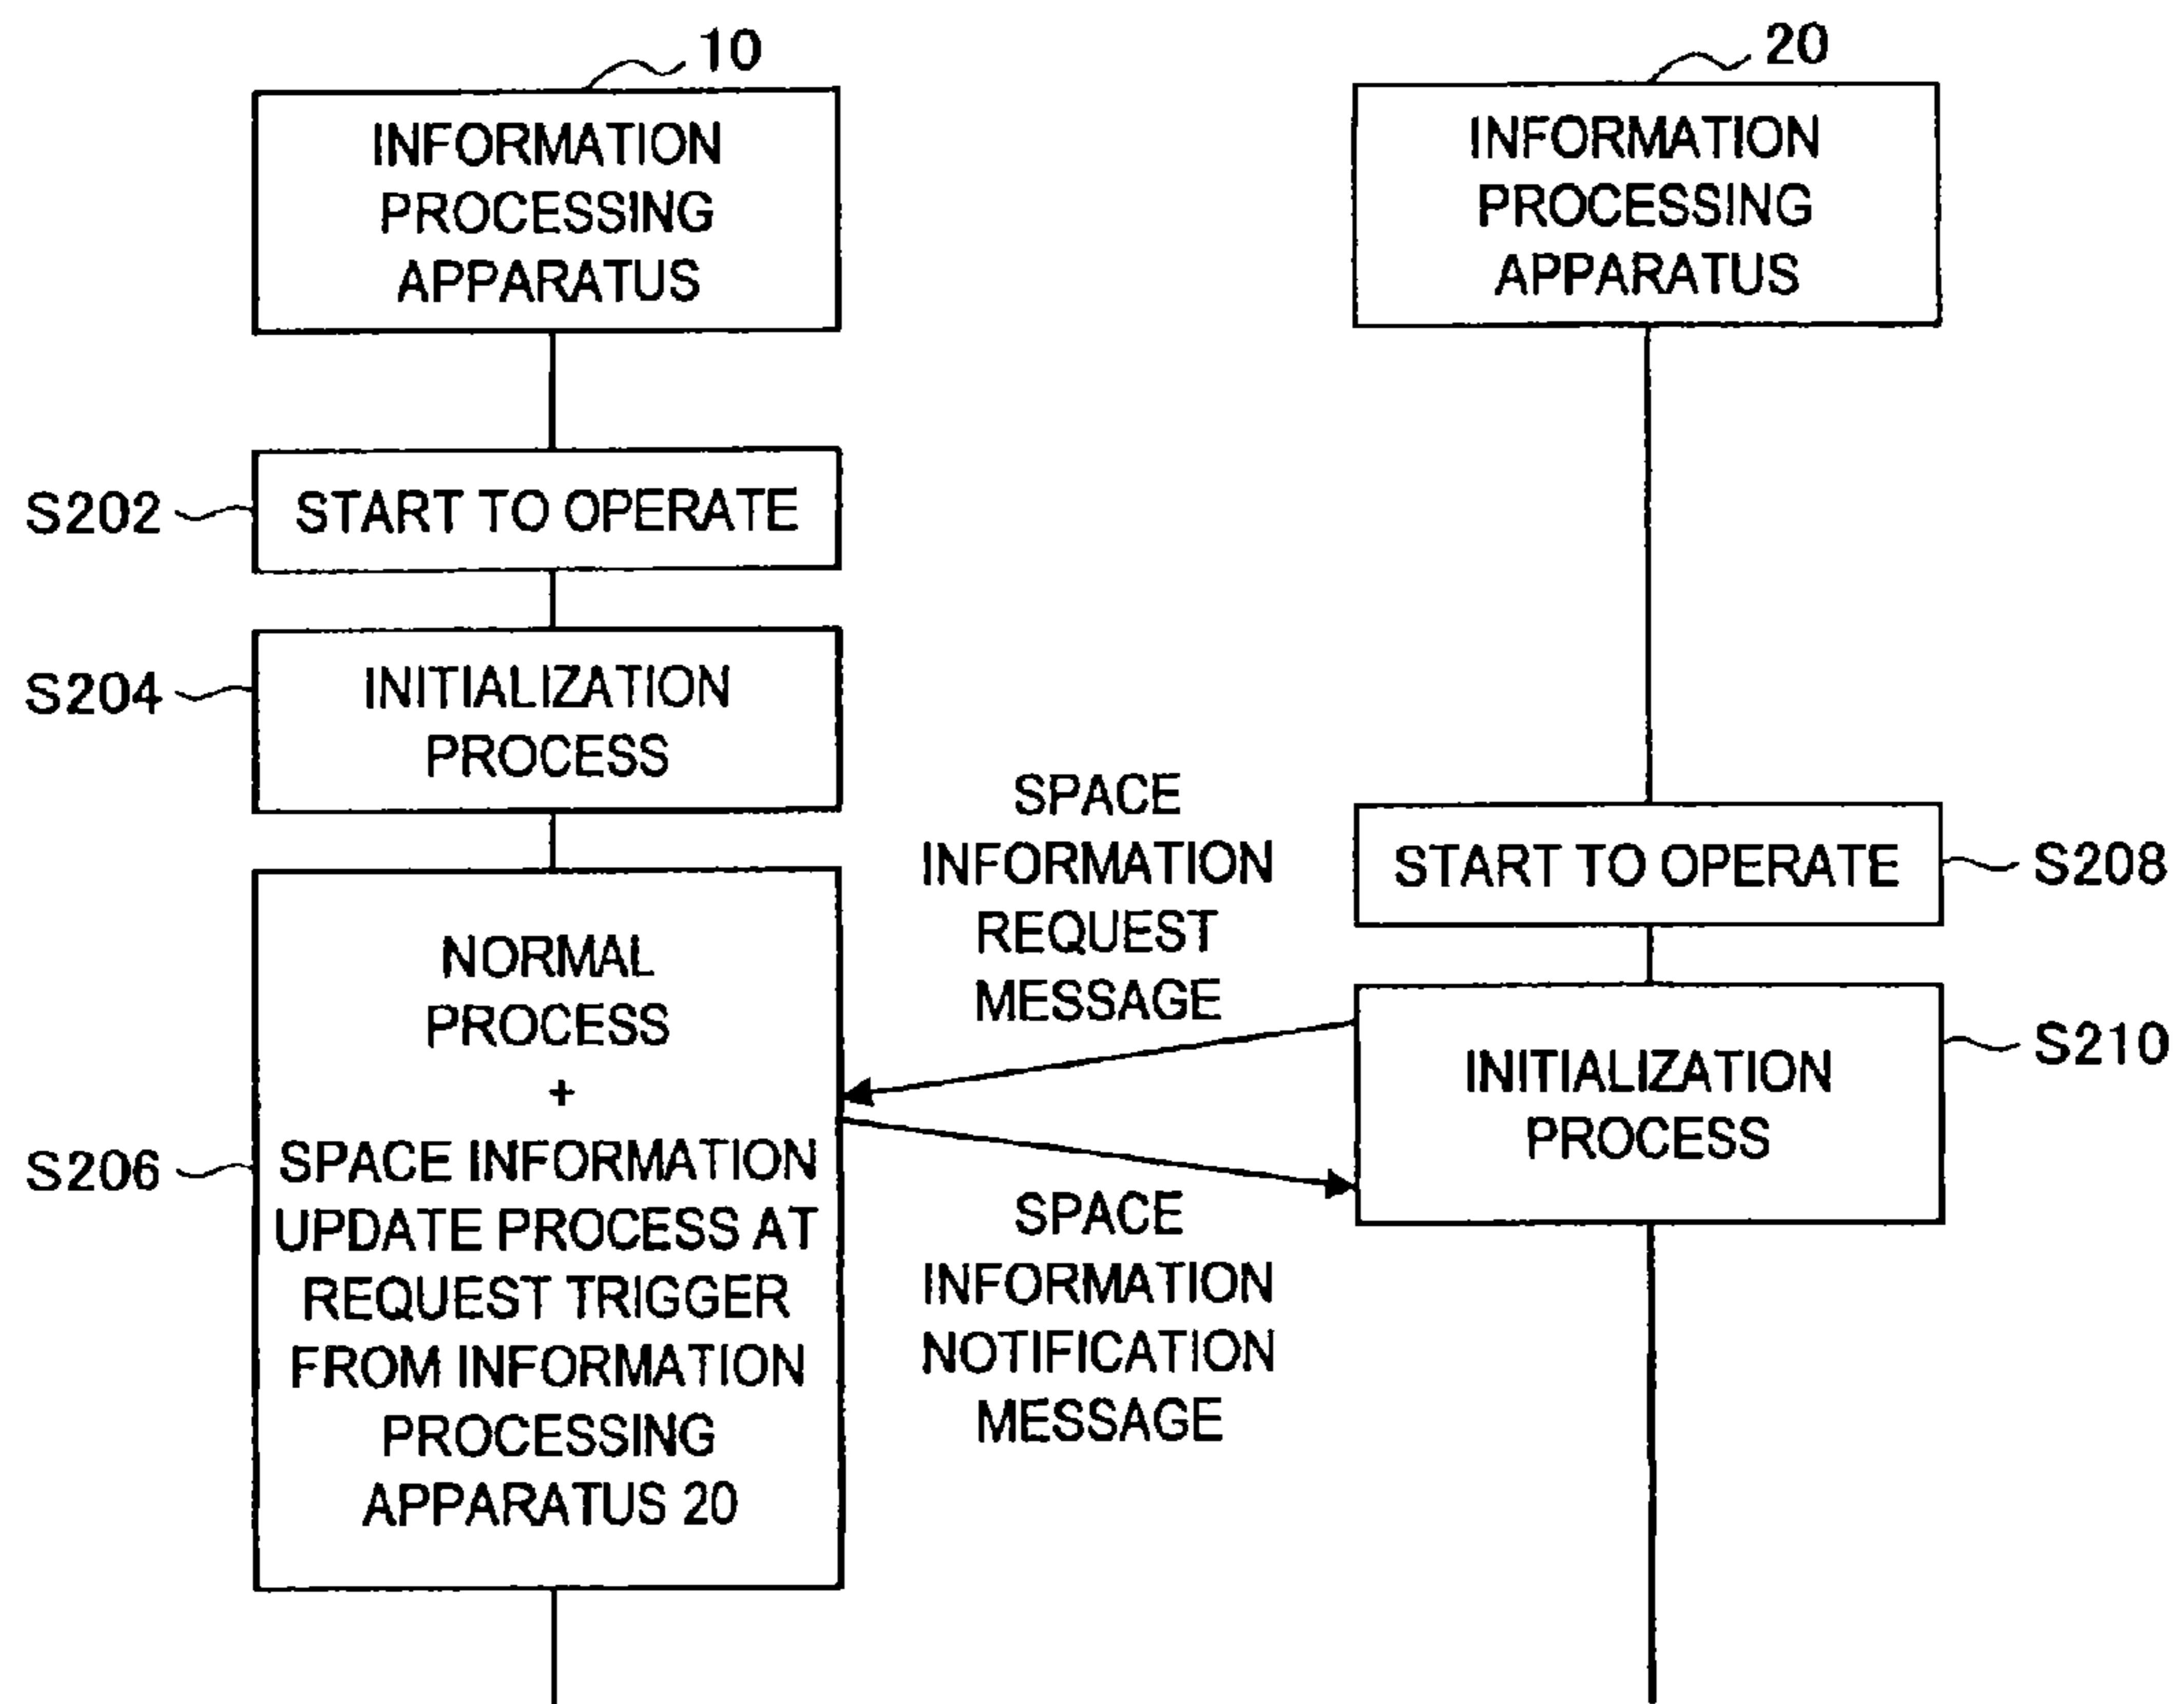 10
INFORMATION
PROCESSING
APPARATUS
20
INFORMATION
PROCESSING
APPARATUS
S202
START TO OPERATE
S204
INITIALIZATION
PROCESS
S206
NORMAL
PROCESS
+
SPACE INFORMATION
UPDATE PROCESS AT
REQUEST TRIGGER
FROM INFORMATION
PROCESSING
APPARATUS 20
SPACE
INFORMATION
REQUEST
MESSAGE
SPACE
INFORMATION
NOTIFICATION
MESSAGE
START TO OPERATE
S208
INITIALIZATION
PROCESS
S210